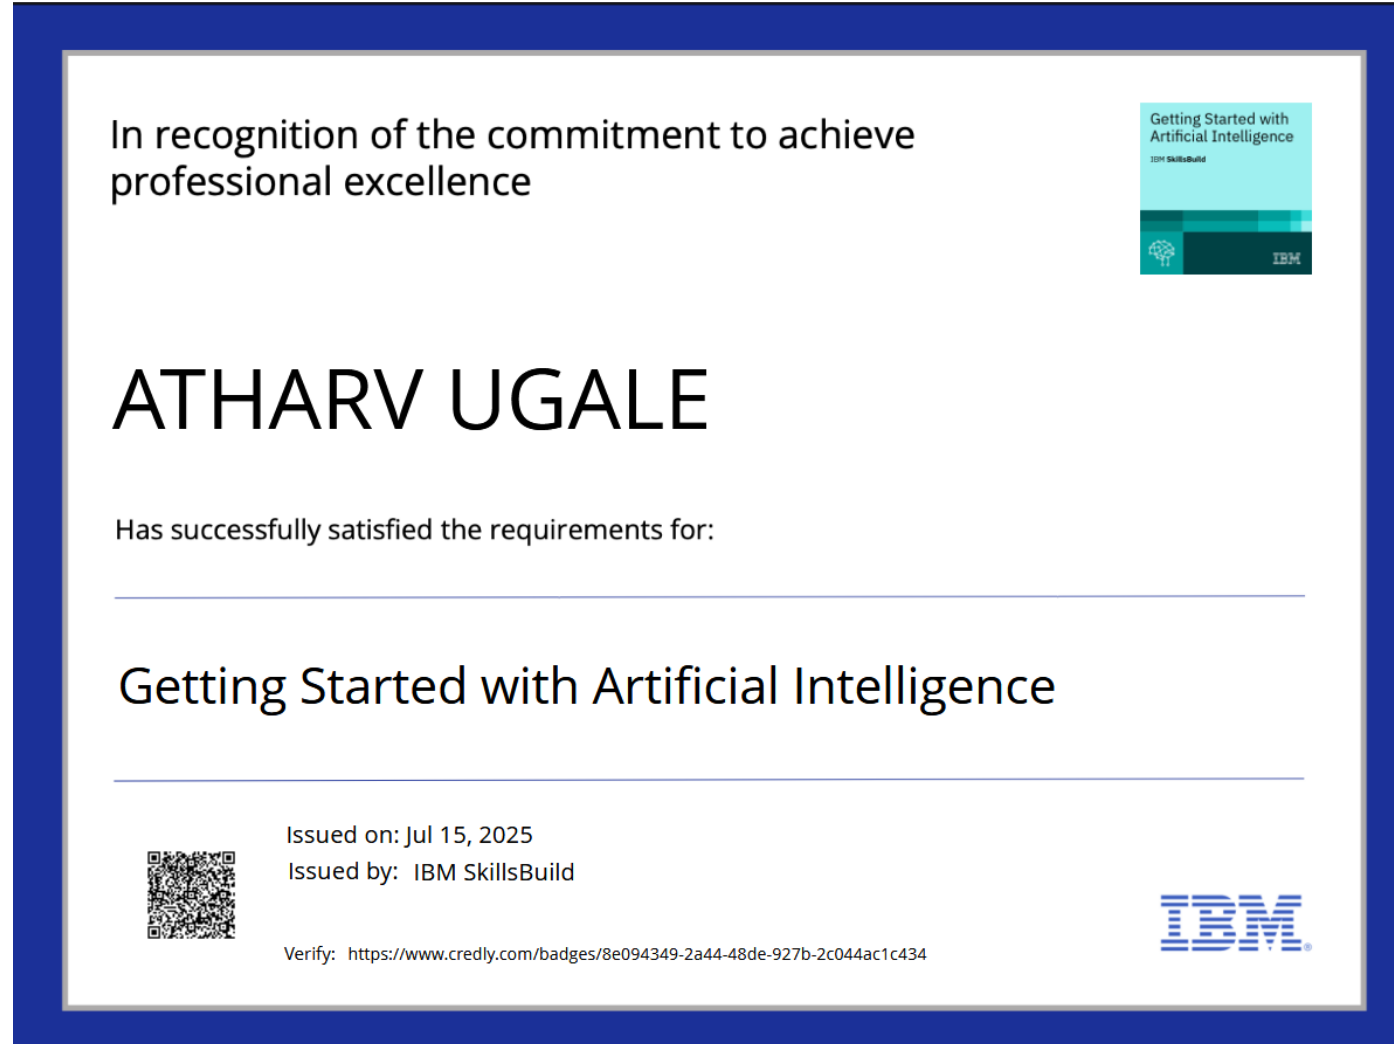 In recognition of the commitment to achieve
professional excellence
Getting Started with
Artificial Intelligence
IBM SkillsBuild
IBM
ATHARV UGALE
Has successfully satisfied the requirements for:
Getting Started with Artificial Intelligence
Issued on: Jul 15, 2025
Issued by: IBM SkillsBuild
Verify: https://www.credly.com/badges/8e094349-2a44-48de-927b-2c044ac1c434
IBM®